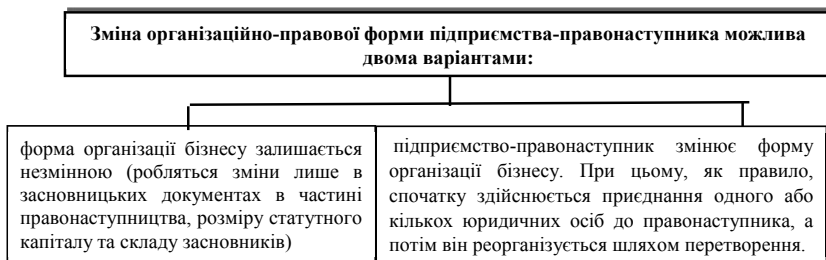 Зміна організаційно-правової форми підприємства-правонаступника можлива
двома варіантами:
форма організації бізнесу залишається
незмінною (робляться зміни лише в
засновницьких документах в частині
правонаступництва, розміру статутного
капіталу та складу засновників)
підприємство-правонаступник змінює форму
організації бізнесу. При цьому, як правило,
спочатку здійснюється приєднання одного або
кількох юридичних осіб до правонаступника, а
потім він реорганізується шляхом перетворення.